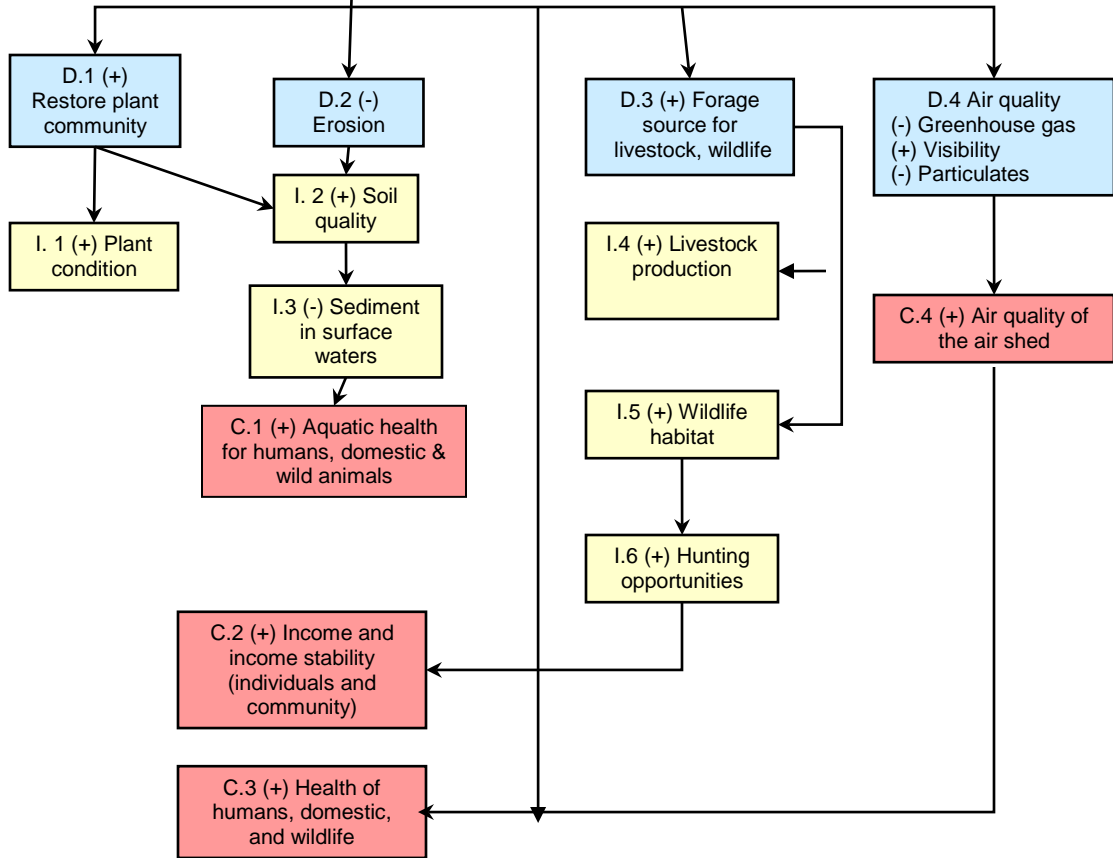 D.1 (+)
Restore plant
community
D.2 (-)
Erosion
D.3 (+) Forage
source for
livestock, wildlife
D.4 Air quality
(-) Greenhouse gas
(+) Visibility
(-) Particulates
I. 1 (+) Plant
condition
I. 2 (+) Soil
quality
I.4 (+) Livestock
production
I.3 (-) Sediment
in surface
waters
C.4 (+) Air quality of
the air shed
C.1 (+) Aquatic health
for humans, domestic &
wild animals
I.5 (+) Wildlife
habitat
I.6 (+) Hunting
opportunities
C.2 (+) Income and
income stability
(individuals and
community)
C.3 (+) Health of
humans, domestic,
and wildlife